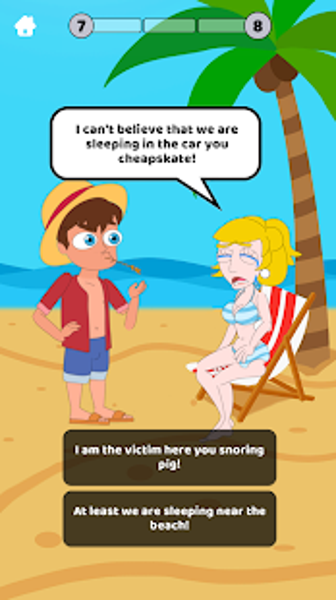 7
8
I can't believe that we are
sleeping in the car you
cheapskate!
I am the victim here you snoring
pig!
At least we are sleeping near the
beach!